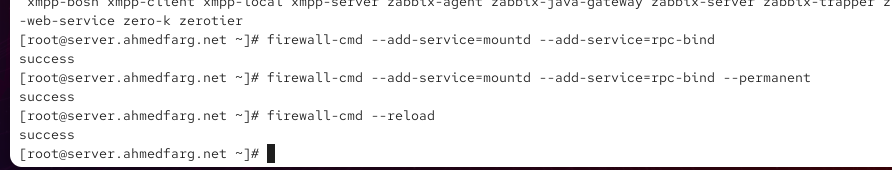 xmpp-bosh xmpp-client xmpp-local xmpp-server zabbix-agent zabbix-java-gateway zabbix-server zabbix-trapper z
-web-service zero-k zerotier
[root@server.ahmedfarg.net ~]# firewall-cmd --add-service=mountd --add-service=rpc-bind
success
[root@server.ahmedfarg.net ~]# firewall-cmd --add-service=mountd --add-service=rpc-bind --permanent
success
[root@server.ahmedfarg.net ~]# firewall-cmd --reload
success
[root@server.ahmedfarg.net ~]#